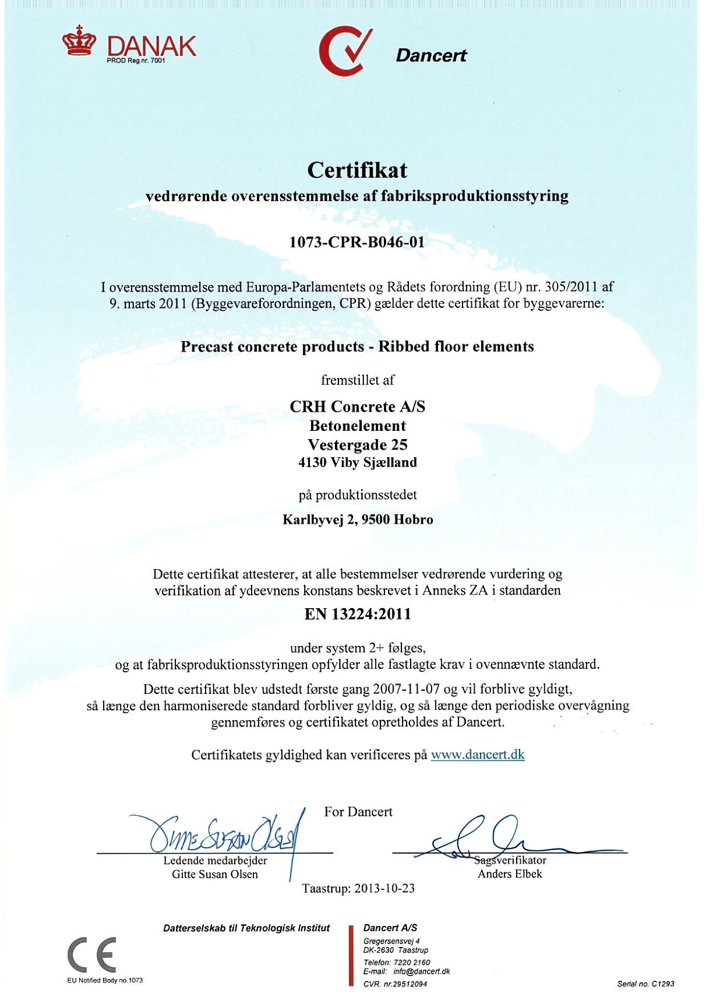 DANAK
PROD Reg.nr. 7001
Dancert
Certifikat
vedrørende overensstemmelse af fabriksproduktionsstyring
1073-CPR-B046-01
I overensstemmelse med Europa-Parlamentets og Rådets forordning (EU) nr. 305/2011 af
9. marts 2011 (Byggevareforordningen, CPR) gælder dette certifikat for byggevarerne:
Precast concrete products - Ribbed floor elements
fremstillet af
CRH Concrete A/S
Betonelement
Vestergade 25
4130 Viby Sjælland
på produktionsstedet
Karlbyvej 2, 9500 Hobro
Dette certifikat attesterer, at alle bestemmelser vedrørende vurdering og
verifikation af ydeevnens konstans beskrevet i Anneks ZA i standarden
EN 13224:2011
under system 2+ følges,
og at fabriksproduktionsstyringen opfylder alle fastlagte krav i ovennævnte standard.
Dette certifikat blev udstedt første gang 2007-11-07 og vil forblive gyldigt,
så længe den harmoniserede standard forbliver gyldig, og så længe den periodiske overvågning
gennemføres og certifikatet opretholdes af Dancert.
Certifikatets gyldighed kan verificeres på www.dancert.dk
For Dancert
Ledende medarbejder
Gitte Susan Olsen
Sagsverifikator
Anders Elbek
Taastrup: 2013-10-23
Datterselskab til Teknologisk Institut
Dancert A/S
Gregersensvej 4
DK-2630 Taastrup
Telefon: 7220 2160
E-mail: info@dancert.dk
CVR. nr.29512094
CE
EU Notified Body no.1073
Serial no. C1293